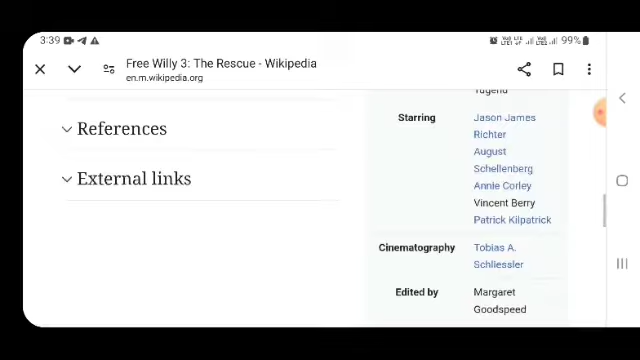 3:39 99%
Free Willy 3: The Rescue - Wikipedia
en.m.wikipedia.org
References
External links
Starring
Jason James
Richter
August
Schellenberg
Annie Corley
Vincent Berry
Patrick Kilpatrick
Cinematography
Tobias A.
Schliessler
Edited by
Margaret
Goodspeed